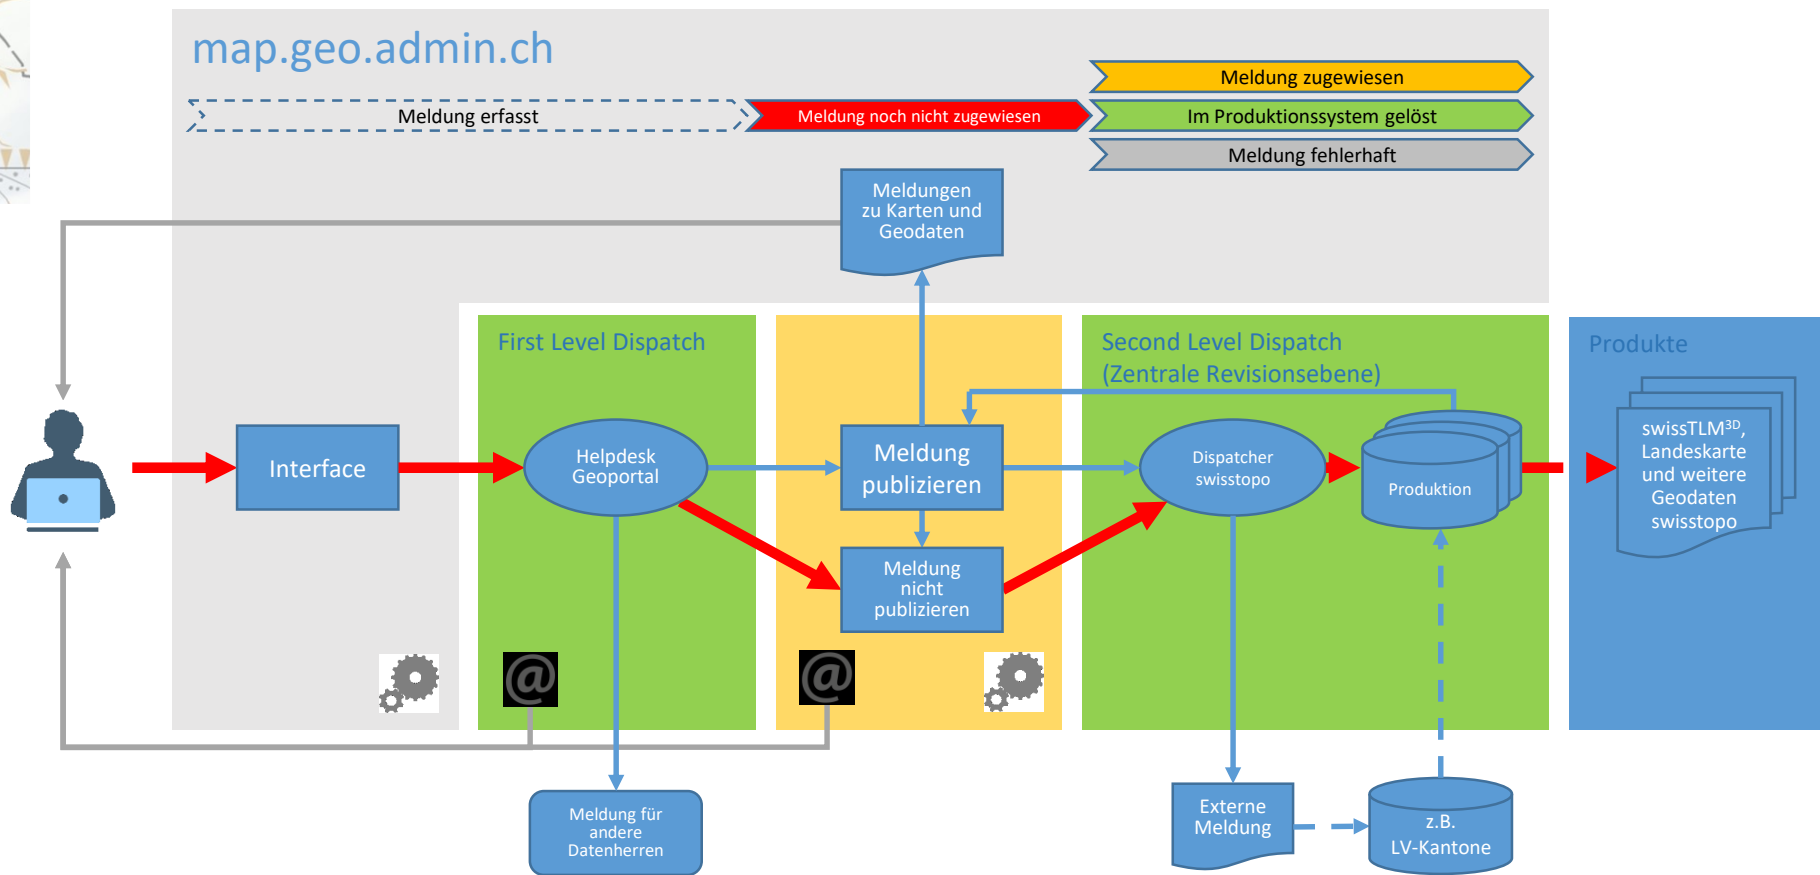 map.geo.admin.ch
Meldung zugewiesen
Meldung erfasst
Meldung noch nicht zugewiesen
Im Produktionssystem gelöst
Meldung fehlerhaft
Meldungen
zu Karten und
Geodaten
First Level Dispatch
Second Level Dispatch
(Zentrale Revisionsebene)
Produkte
Interface
Helpdesk
Geoportal
Meldung
publizieren
Meldung
nicht
publizieren
Dispatcher
swisstopo
Produktion
swissTLM3D,
Landeskarte
und weitere
Geodaten
swisstopo
@
@
Meldung für
andere
Datenherren
Externe
Meldung
z.B.
LV-Kantone